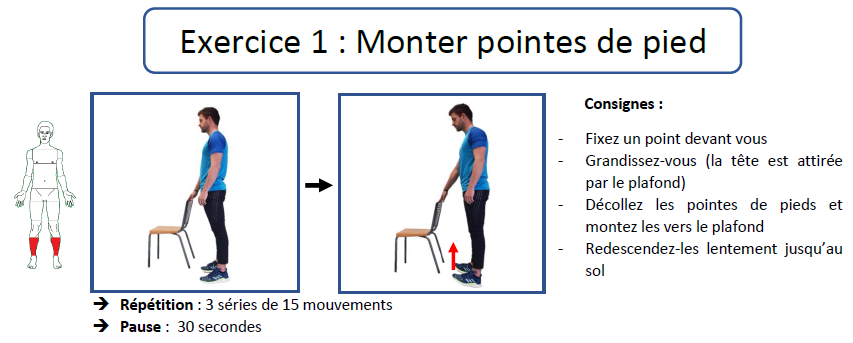 Exercice 1 : Monter pointes de pied
Consignes :
- Fixez un point devant vous
- Grandissez-vous (la tête est attirée
par le plafond)
- Décollez les pointes de pieds et
montez les vers le plafond
- Redescendez-les lentement jusqu’au
sol
➔ Répétition : 3 séries de 15 mouvements
➔ Pause : 30 secondes